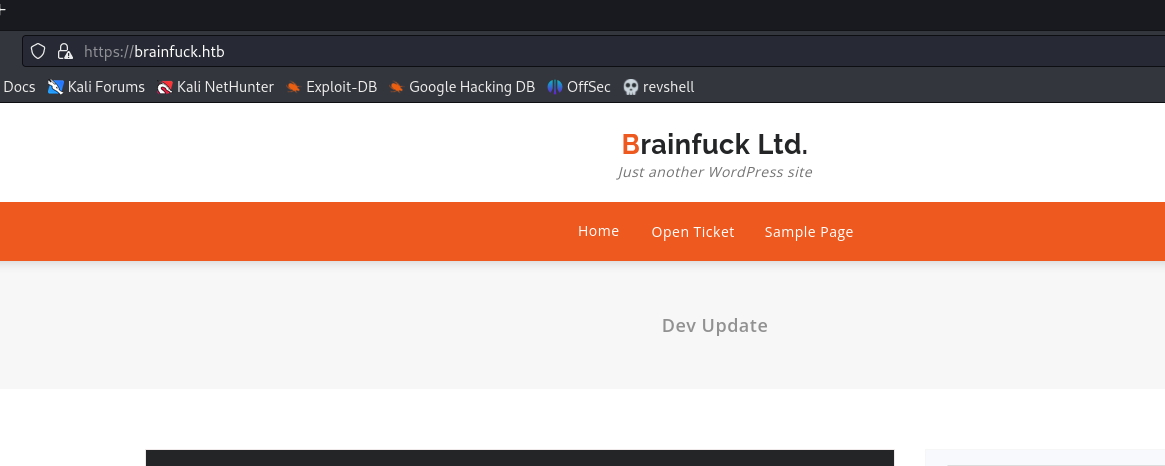 https://brainfuck.htb
Docs Kali Forums Kali NetHunter Exploit-DB Google Hacking DB OffSec revshell
Brainfuck Ltd.
Just another WordPress site
Home Open Ticket Sample Page
Dev Update